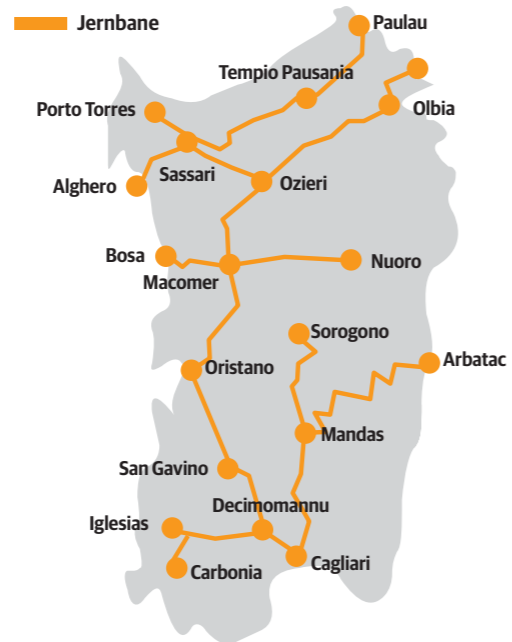 Jernbane
Paulau
Tempio Pausania
Porto Torres
Olbia
Sassari
Ozieri
Alghero
Bosa
Nuoro
Macomer
Sorogono
Arbatac
Oristano
Mandas
San Gavino
Decimomannu
Iglesias
Cagliari
Carbonia